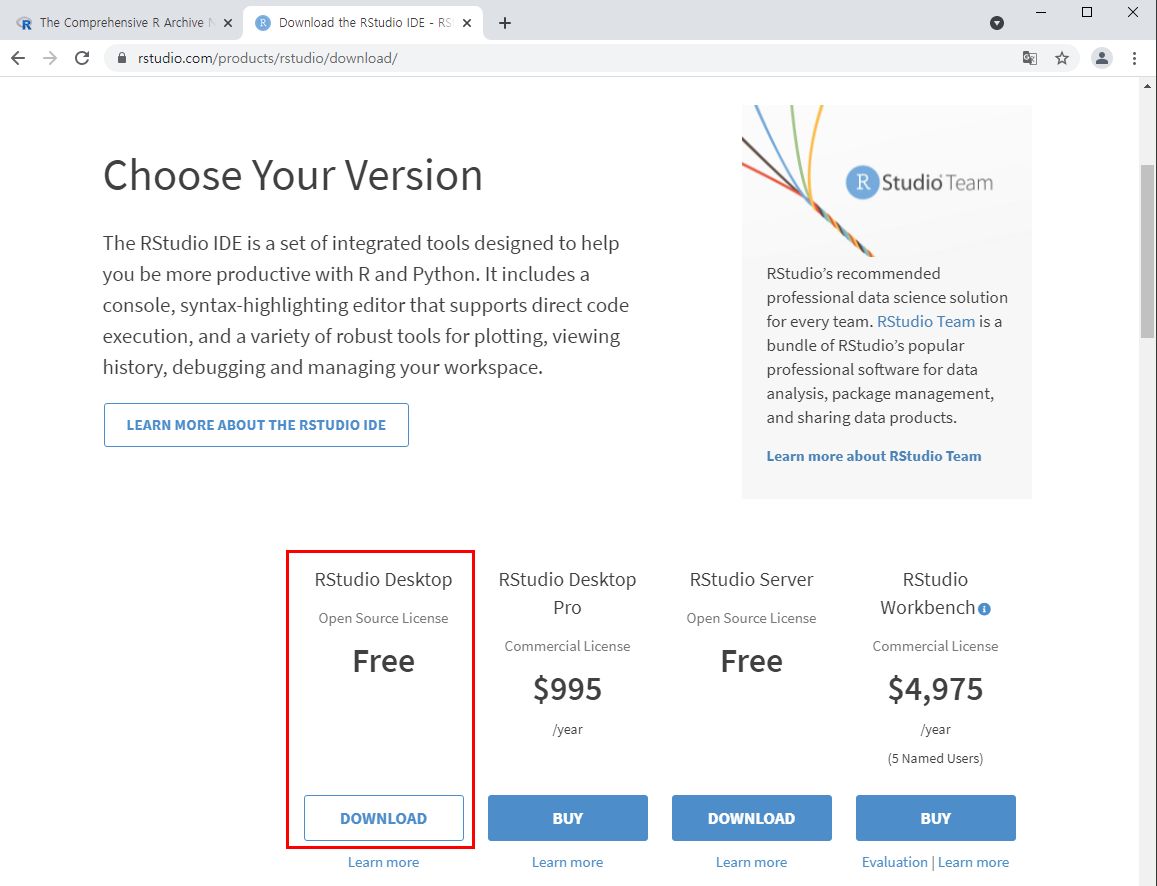 The Comprehensive R Archive N
Download the RStudio IDE - RS
rstudio.com/products/rstudio/download/
Choose Your Version
The RStudio IDE is a set of integrated tools designed to help
you be more productive with R and Python. It includes a
console, syntax-highlighting editor that supports direct code
execution, and a variety of robust tools for plotting, viewing
history, debugging and managing your workspace.
LEARN MORE ABOUT THE RSTUDIO IDE
R Studio Team
RStudio’s recommended
professional data science solution
for every team. RStudio Team is a
bundle of RStudio’s popular
professional software for data
analysis, package management,
and sharing data products.
Learn more about RStudio Team
RStudio Desktop
Open Source License
Free
DOWNLOAD
Learn more
RStudio Desktop
Pro
Commercial License
$995
/year
BUY
Learn more
RStudio Server
Open Source License
Free
DOWNLOAD
Learn more
RStudio
Workbench
Commercial License
$4,975
/year
(5 Named Users)
BUY
Evaluation | Learn more